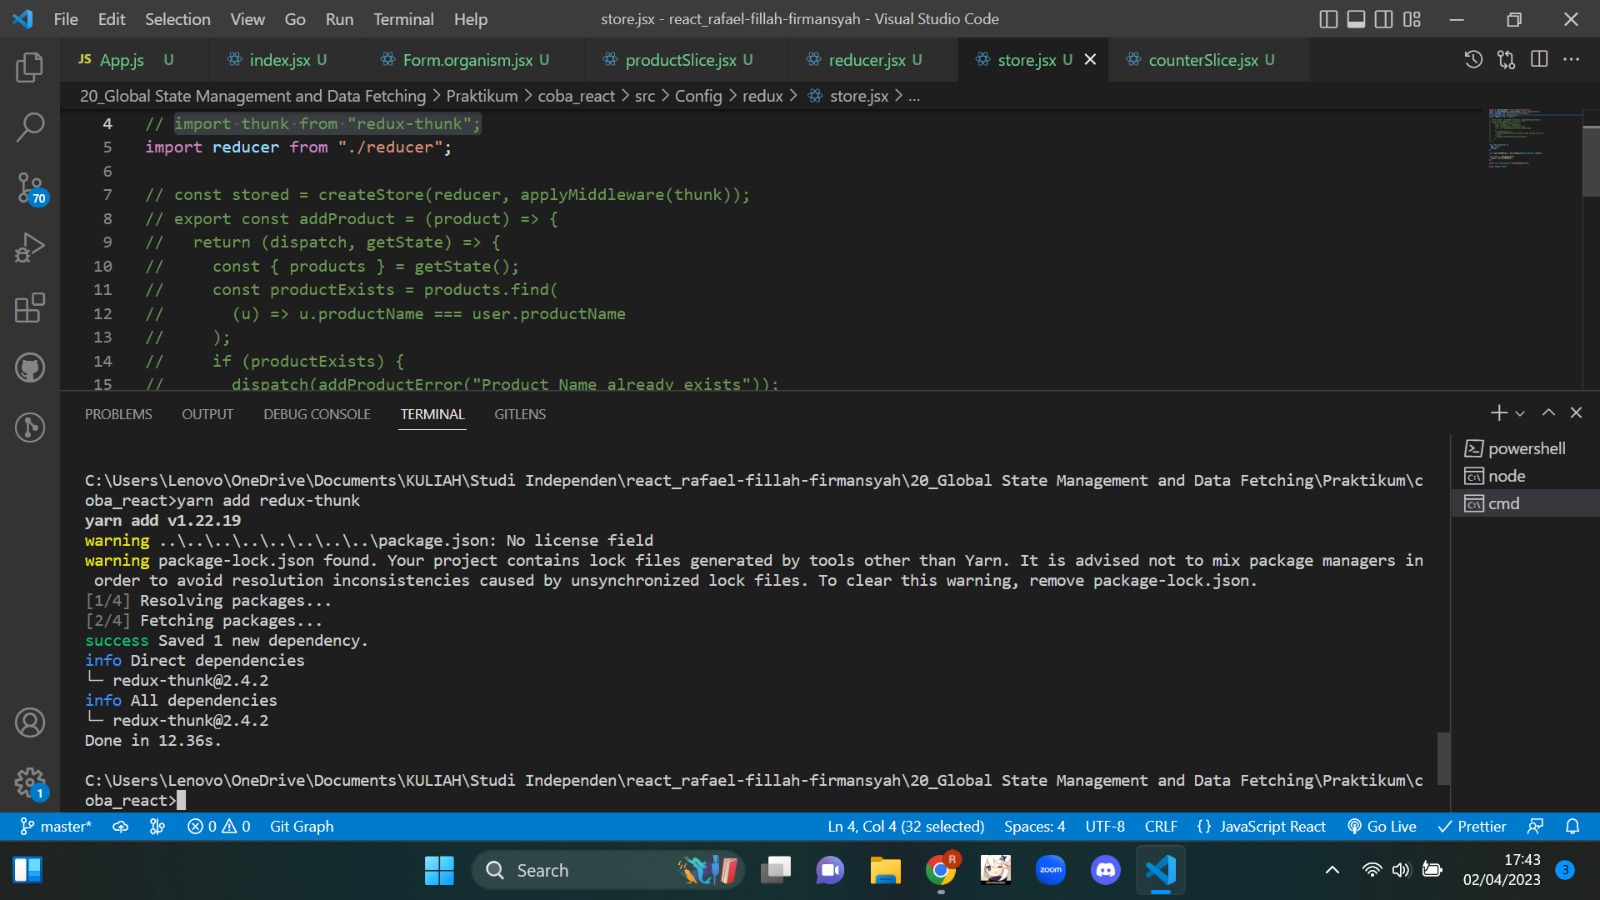 File Edit Selection View Go Run Terminal Help store.jsx - react_rafael-fillah-firmansyah - Visual Studio Code
JS App.js U index.jsx U Form.organism.jsx U productSlice.jsx U reducer.jsx U store.jsx U counterSlice.jsx U
20_Global State Management and Data Fetching > Praktikum > coba_react > src > Config > redux > store.jsx > ...
4 // import thunk from "redux-thunk";
5 import reducer from "./reducer";
6
7 // const stored = createStore(reducer, applyMiddleware(thunk));
8 // export const addProduct = (product) => {
9 // return (dispatch, getState) => {
10 // const { products } = getState();
11 // const productExists = products.find(
12 // (u) => u.productName === user.productName
13 // );
14 // if (productExists) {
15 // dispatch(addProductError("Product Name already exists"));
70
1
PROBLEMS OUTPUT DEBUG CONSOLE TERMINAL GITLENS
powershell
node
cmd
C:\Users\Lenovo\OneDrive\Documents\KULIAH\Studi Independen\react_rafael-fillah-firmansyah\20_Global State Management and Data Fetching\Praktikum\c
oba_react>yarn add redux-thunk
yarn add v1.22.19
warning ..\..\..\..\..\..\..\..\package.json: No license field
warning package-lock.json found. Your project contains lock files generated by tools other than Yarn. It is advised not to mix package managers in
order to avoid resolution inconsistencies caused by unsynchronized lock files. To clear this warning, remove package-lock.json.
[1/4] Resolving packages...
[2/4] Fetching packages...
success Saved 1 new dependency.
info Direct dependencies
└─ redux-thunk@2.4.2
info All dependencies
└─ redux-thunk@2.4.2
Done in 12.36s.
C:\Users\Lenovo\OneDrive\Documents\KULIAH\Studi Independen\react_rafael-fillah-firmansyah\20_Global State Management and Data Fetching\Praktikum\c
oba_react>
master* 0 0 Git Graph Ln 4, Col 4 (32 selected) Spaces: 4 UTF-8 CRLF {} JavaScript React Go Live Prettier
Search R zoom 17:43
02/04/2023 3